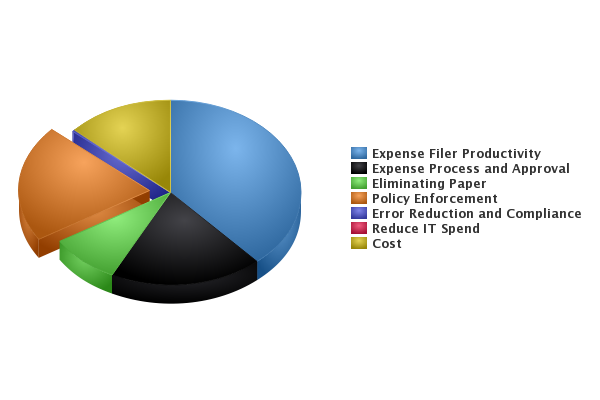 Expense Filer Productivity
Expense Process and Approval
Eliminating Paper
Policy Enforcement
Error Reduction and Compliance
Reduce IT Spend
Cost